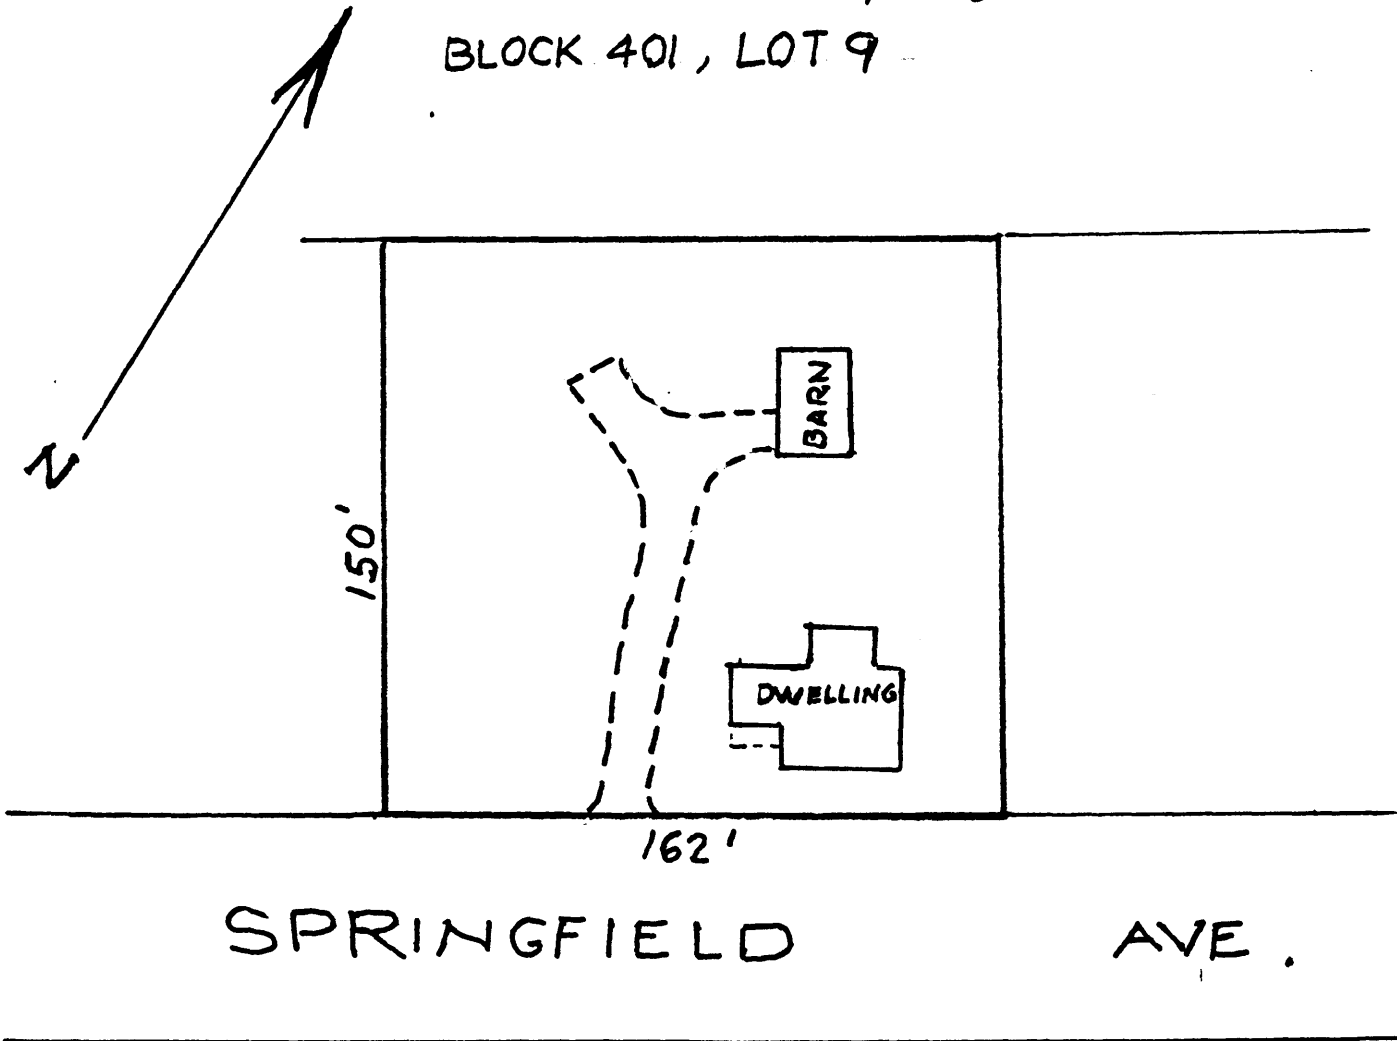 BLOCK 401, LOT 9
N
BARN
150'
DWELLING
162'
SPRINGFIELD AVE.